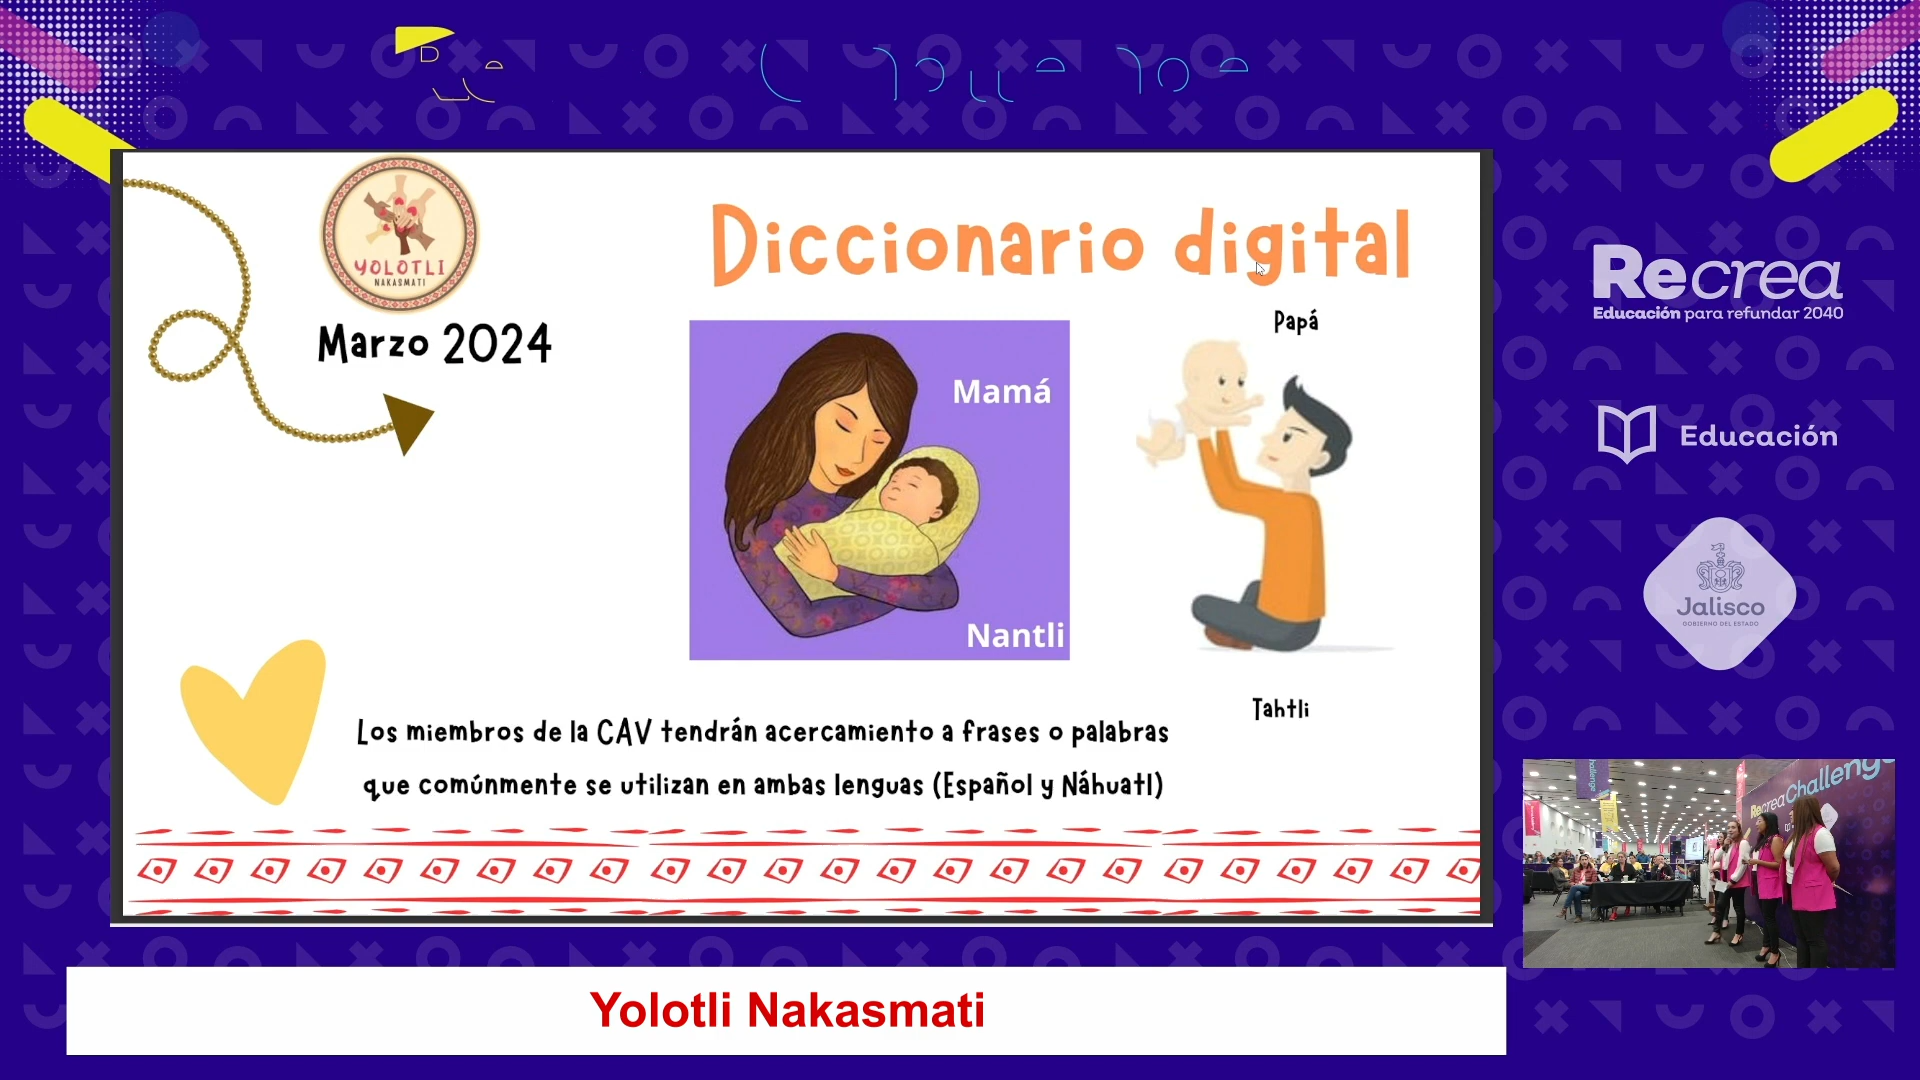 YOLOTLI
NAKASMATI
Marzo 2024
Diccionario digital
Mamá
Nantli
Papá
Tahtli
Los miembros de la CAV tendrán acercamiento a frases o palabras
que comúnmente se utilizan en ambas lenguas (Español y Náhuatl)
Recrea
Educación para refundar 2040
Educación
Jalisco
GOBIERNO DEL ESTADO
Recrea Challenge
Yolotli Nakasmati